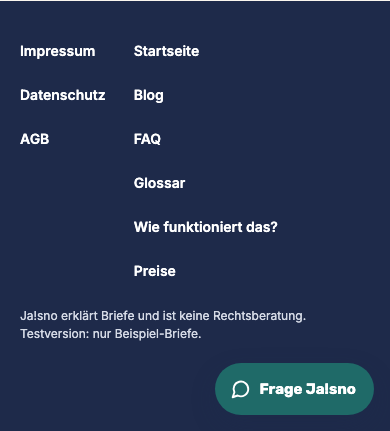 Impressum
Datenschutz
AGB
Startseite
Blog
FAQ
Glossar
Wie funktioniert das?
Preise
Ja!sno erklärt Briefe und ist keine Rechtsberatung.
Testversion: nur Beispiel-Briefe.
Frage Ja!sno